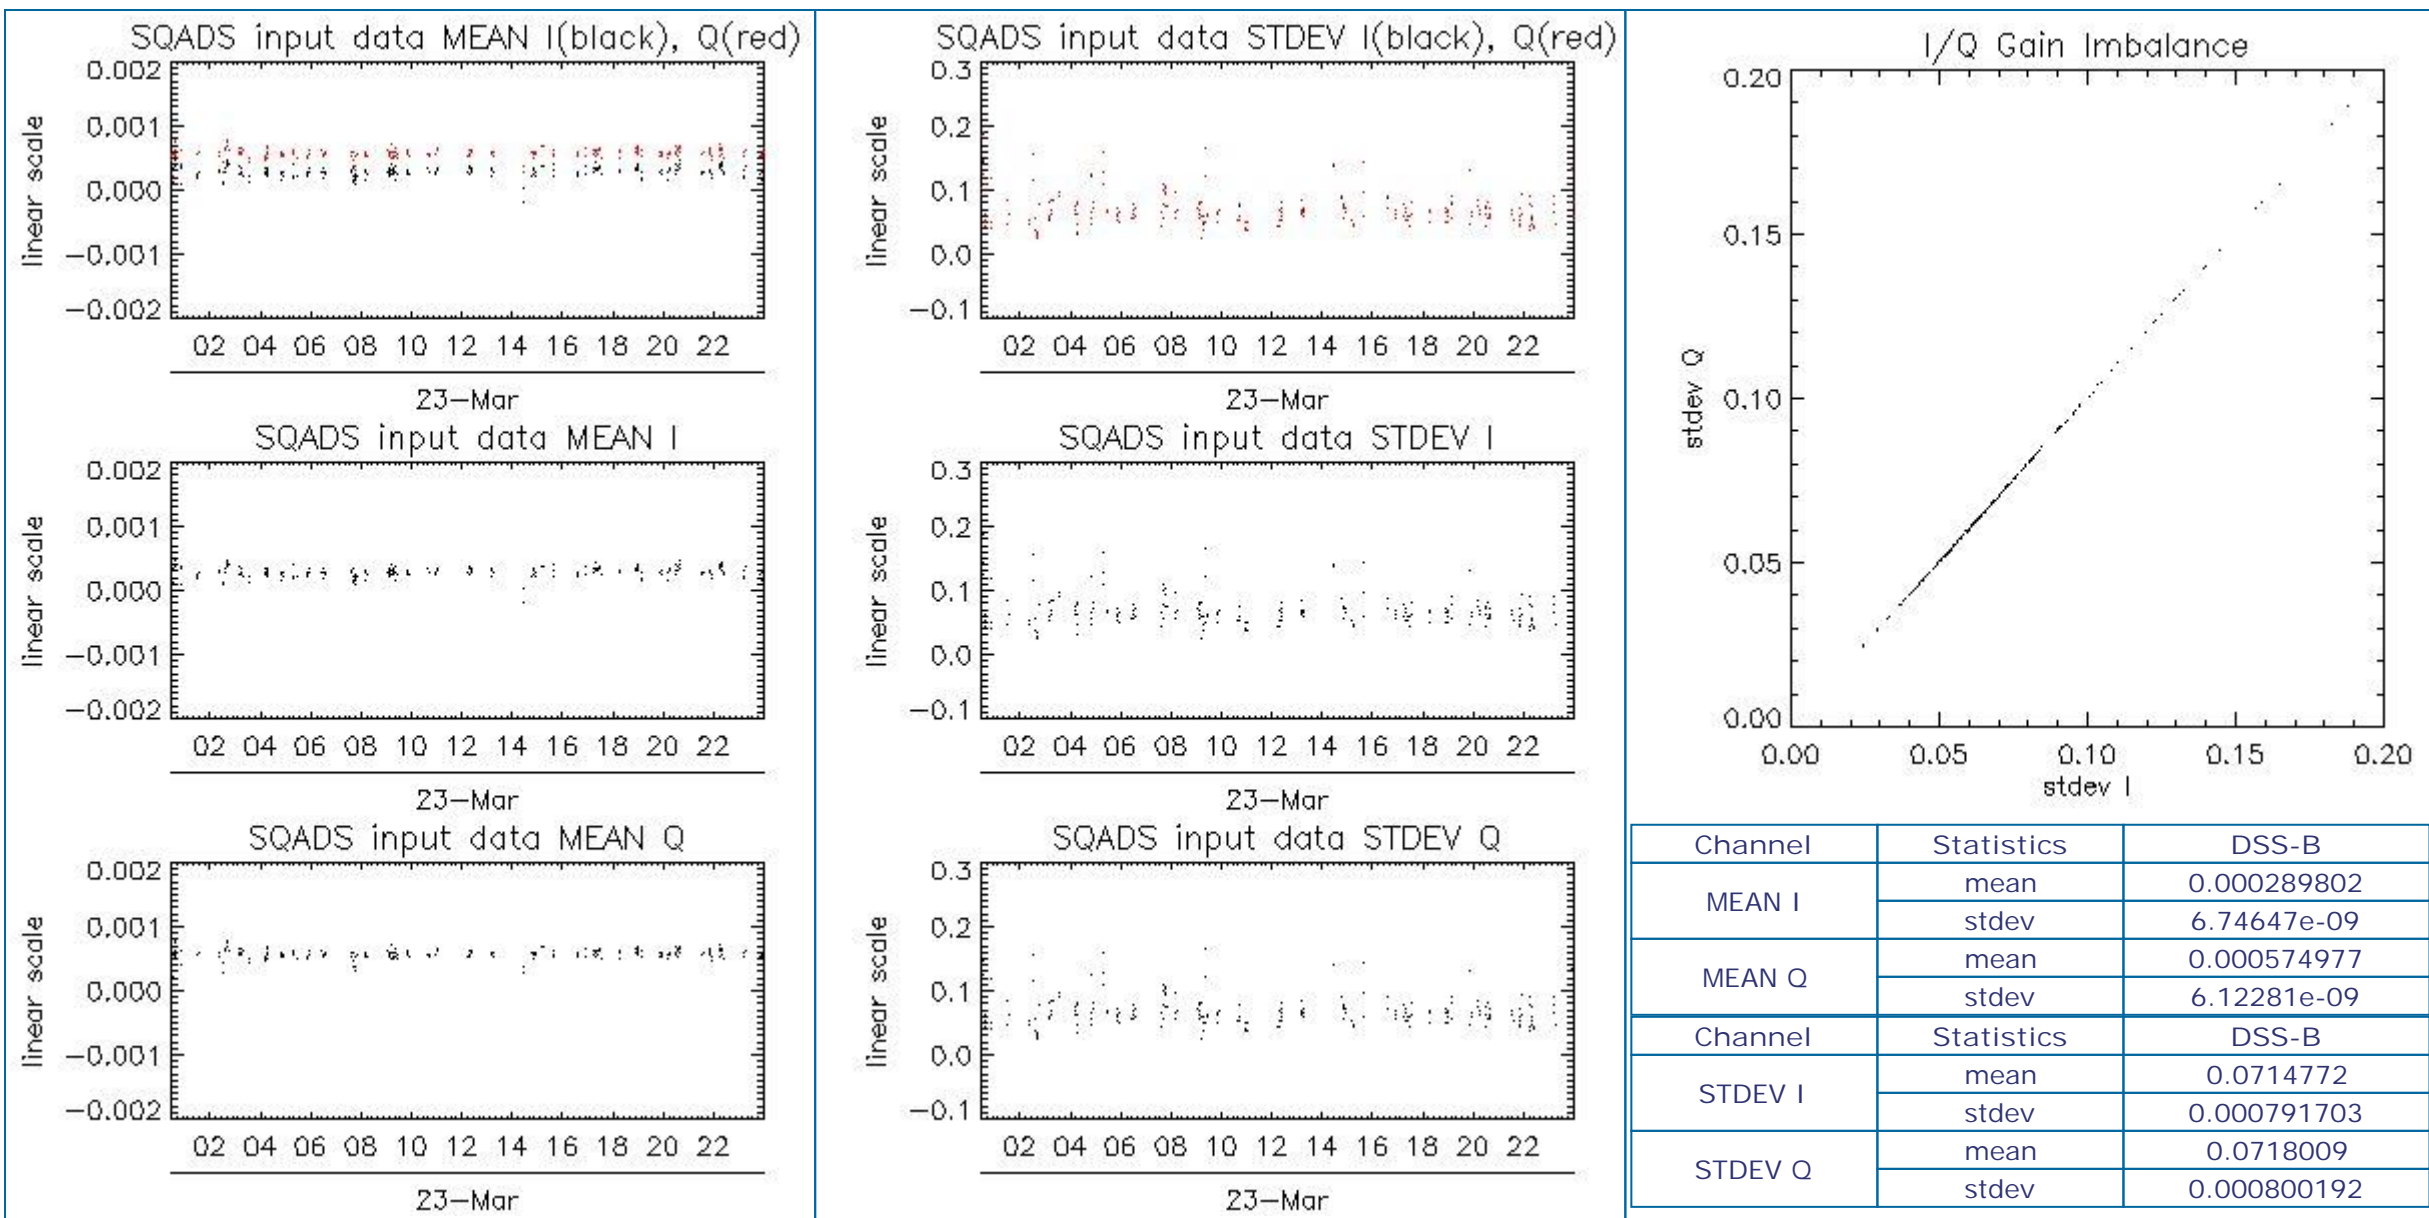 SQADS input data MEAN I(black), Q(red)
0.002
0.001
0.000
−0.001
−0.002
linear scale
02 04 06 08 10 12 14 16 18 20 22
23−Mar
SQADS input data MEAN I
0.002
0.001
0.000
−0.001
−0.002
linear scale
02 04 06 08 10 12 14 16 18 20 22
23−Mar
SQADS input data MEAN Q
0.002
0.001
0.000
−0.001
−0.002
linear scale
02 04 06 08 10 12 14 16 18 20 22
23−Mar
SQADS input data STDEV I(black), Q(red)
0.3
0.2
0.1
0.0
−0.1
linear scale
02 04 06 08 10 12 14 16 18 20 22
23−Mar
SQADS input data STDEV I
0.3
0.2
0.1
0.0
−0.1
linear scale
02 04 06 08 10 12 14 16 18 20 22
23−Mar
SQADS input data STDEV Q
0.3
0.2
0.1
0.0
−0.1
linear scale
02 04 06 08 10 12 14 16 18 20 22
23−Mar
I/Q Gain Imbalance
0.20
0.15
0.10
0.05
0.00
stdev Q
0.00 0.05 0.10 0.15 0.20
stdev I
Channel Statistics DSS-B
MEAN I mean 0.000289802
stdev 6.74647e-09
MEAN Q mean 0.000574977
stdev 6.12281e-09
Channel Statistics DSS-B
STDEV I mean 0.0714772
stdev 0.000791703
STDEV Q mean 0.0718009
stdev 0.000800192